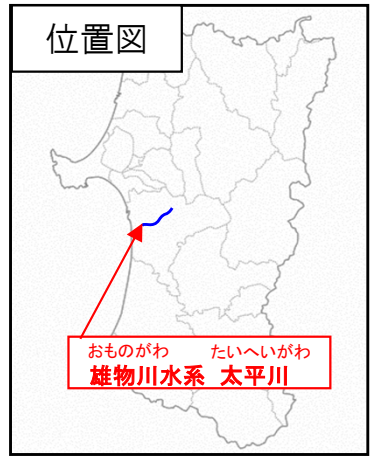 位置図
おものがわ たいへいがわ
雄物川水系 太平川